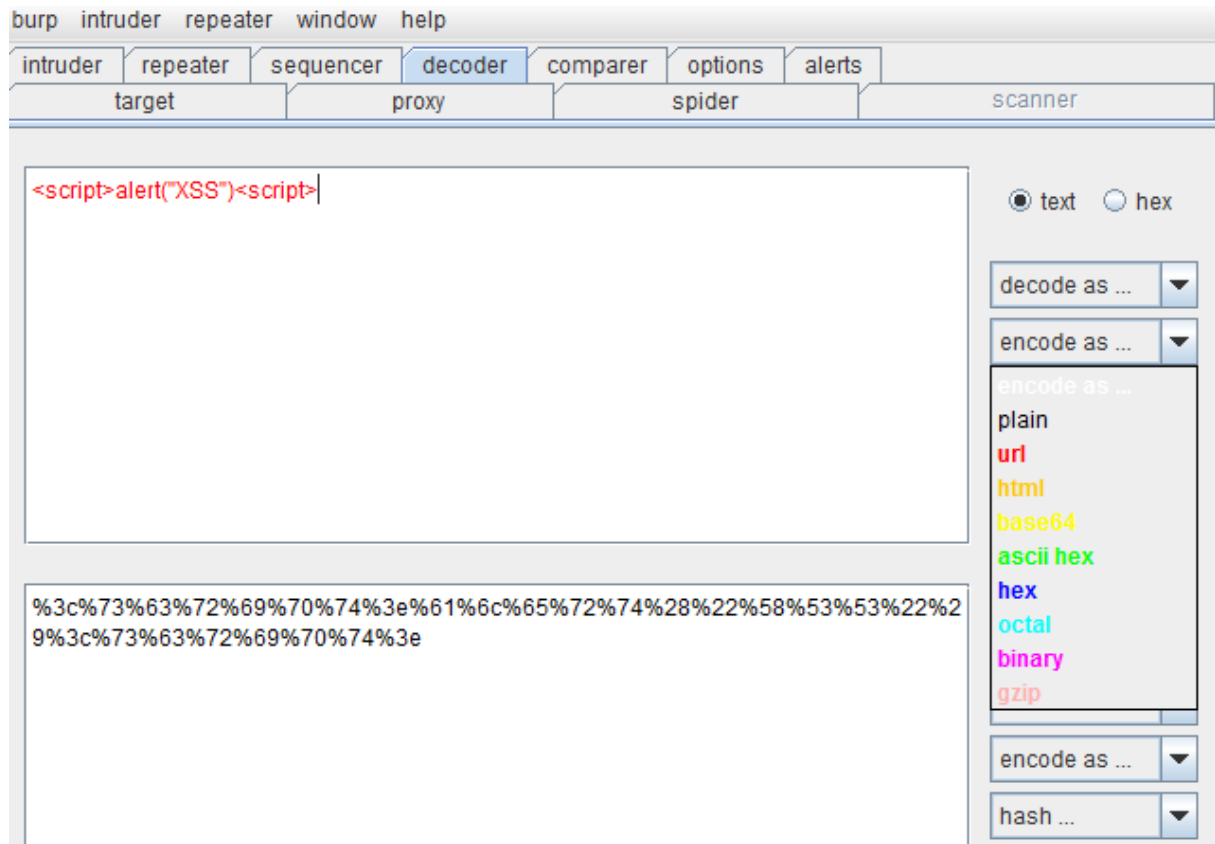 burp intruder repeater window help
intruder repeater sequencer decoder comparer options alerts
target proxy spider scanner
<script>alert("XSS")<script>
text hex
decode as ...
encode as ...
encode as ...
plain
url
html
base64
ascii hex
hex
octal
binary
gzip
%3c%73%63%72%69%70%74%3e%61%6c%65%72%74%28%22%58%53%53%22%2
9%3c%73%63%72%69%70%74%3e
encode as ...
hash ...